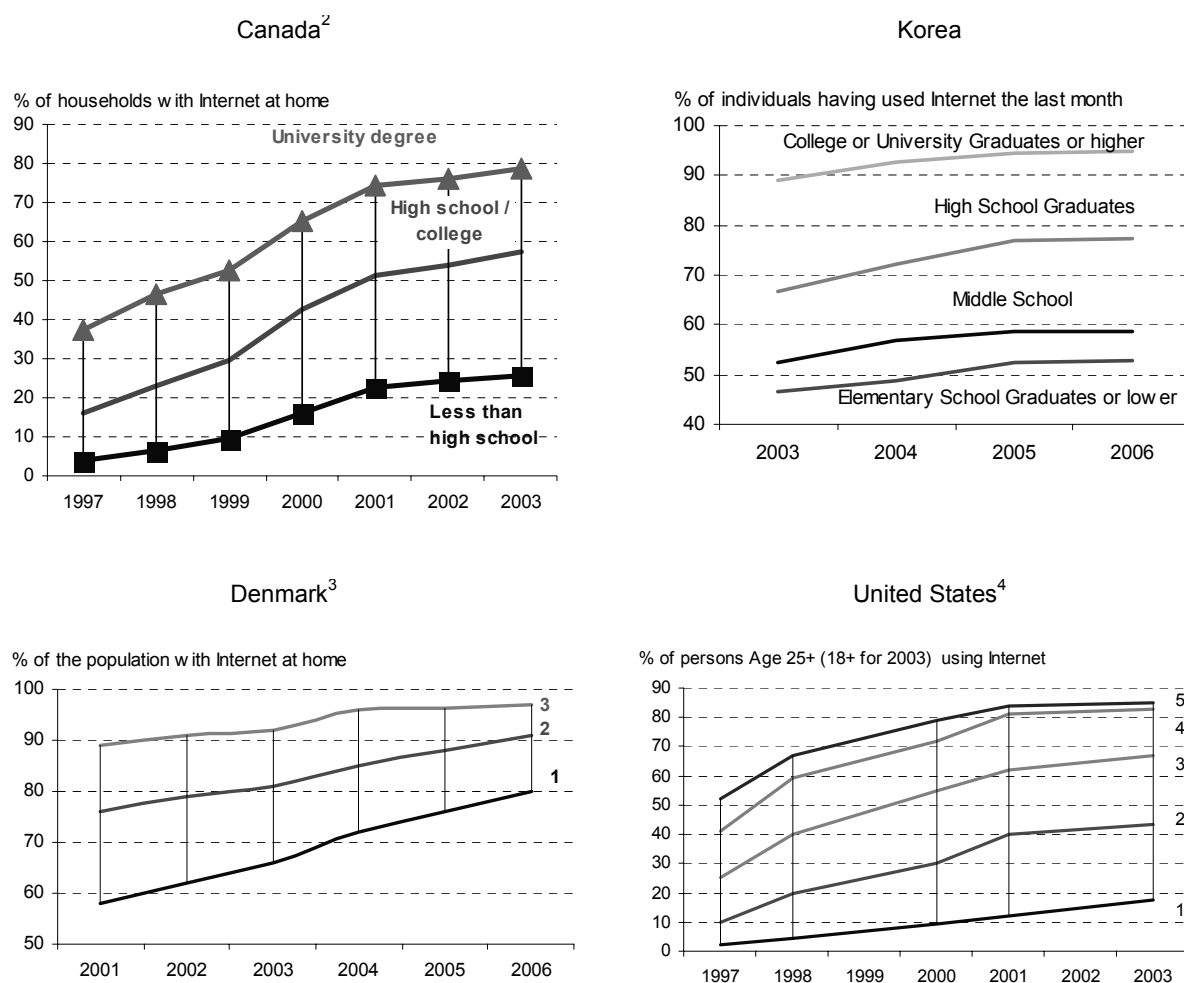 Canada²
% of households with Internet at home
90
80
70
60
50
40
30
20
10
0
University degree
High school /
college
Less than
high school
1997 1998 1999 2000 2001 2002 2003
Korea
% of individuals having used Internet the last month
100
90
80
70
60
50
40
College or University Graduates or higher
High School Graduates
Middle School
Elementary School Graduates or lower
2003 2004 2005 2006
Denmark³
% of the population with Internet at home
100
90
80
70
60
50
3
2
1
2001 2002 2003 2004 2005 2006
United States⁴
% of persons Age 25+ (18+ for 2003) using Internet
90
80
70
60
50
40
30
20
10
0
5
4
3
2
1
1997 1998 1999 2000 2001 2002 2003